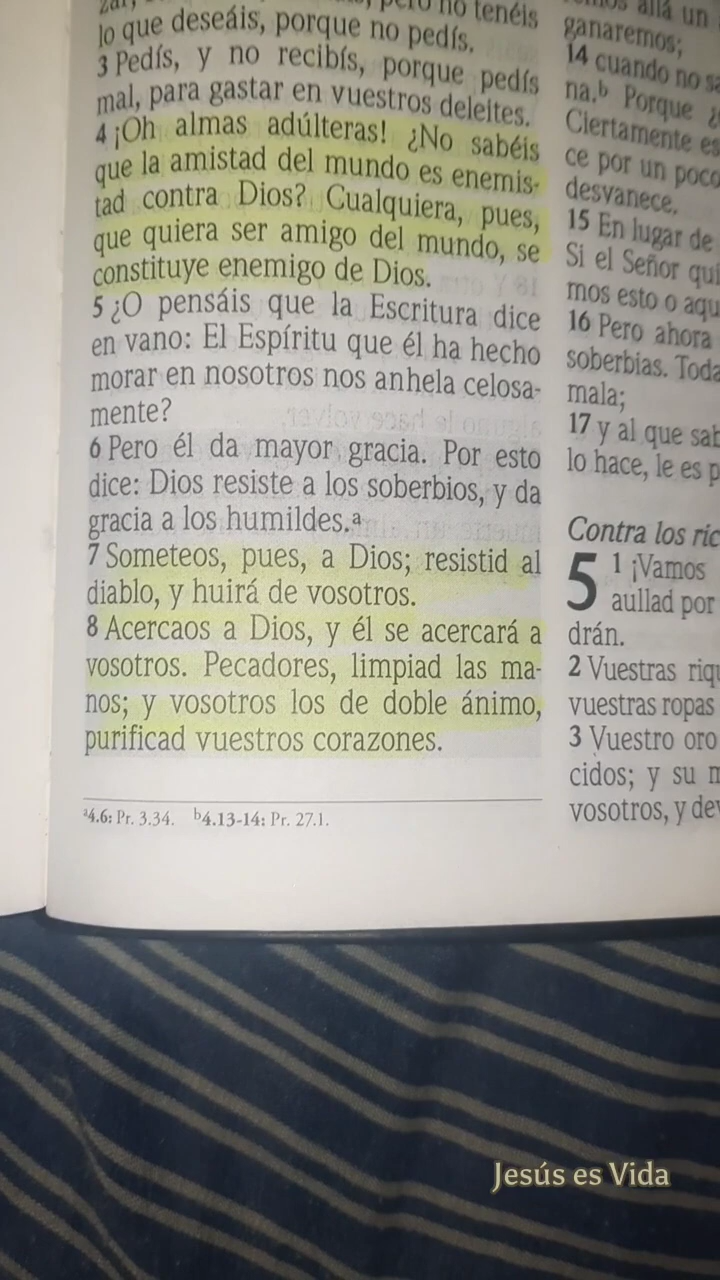 no tenéis
lo que deseáis, porque no pedís.
3 Pedís, y no recibís, porque pedís
mal, para gastar en vuestros deleites.
4 ¡Oh almas adúlteras! ¿No sabéis
que la amistad del mundo es enemis-
tad contra Dios? Cualquiera, pues,
que quiera ser amigo del mundo, se
constituye enemigo de Dios.
5 ¿O pensáis que la Escritura dice
en vano: El Espíritu que él ha hecho
morar en nosotros nos anhela celosa-
mente?
6 Pero él da mayor gracia. Por esto
dice: Dios resiste a los soberbios, y da
gracia a los humildes.a
7 Someteos, pues, a Dios; resistid al
diablo, y huirá de vosotros.
8 Acercaos a Dios, y él se acercará a
vosotros. Pecadores, limpiad las ma-
nos; y vosotros los de doble ánimo,
purificad vuestros corazones.
a4.6: Pr. 3.34. b4.13-14: Pr. 27.1.
allá un
ganaremos;
14 cuando no
na.b Porque
Ciertamente es
ce por un poco
desvanece.
15 En lugar de
Si el Señor
mos esto o
16 Pero ahora
soberbias.
mala;
17 y al que
lo hace, le es
Contra los
5 1 ¡Vamos
aullad por
drán.
2 Vuestras
vuestras ropas
3 Vuestro oro
cidos; y su
vosotros, y
Jesús es Vida